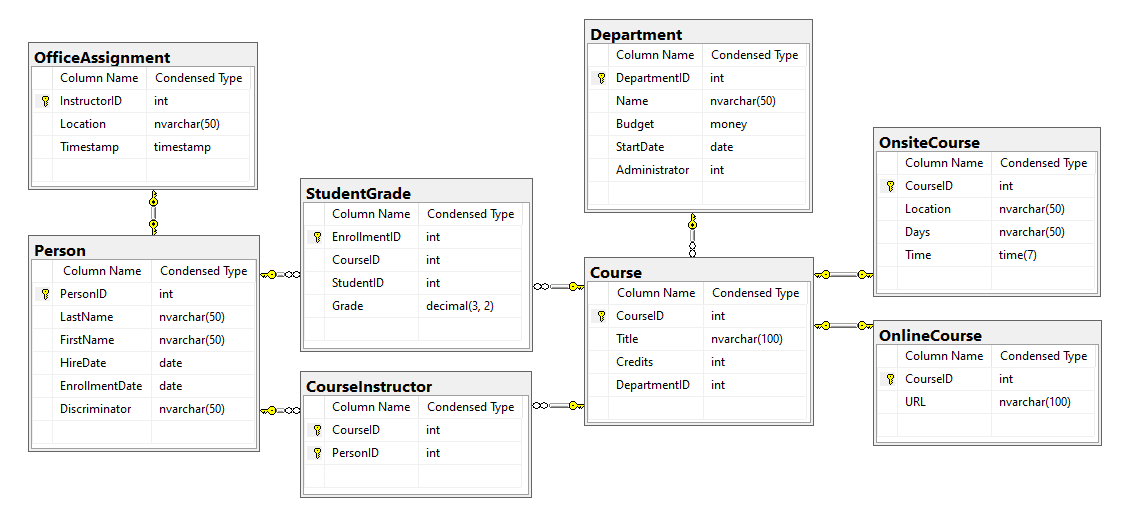 OfficeAssignment
Column Name Condensed Type
InstructorID int
Location nvarchar(50)
Timestamp timestamp
Person
Column Name Condensed Type
PersonID int
LastName nvarchar(50)
FirstName nvarchar(50)
HireDate date
EnrollmentDate date
Discriminator nvarchar(50)
StudentGrade
Column Name Condensed Type
EnrollmentID int
CourseID int
StudentID int
Grade decimal(3, 2)
CourseInstructor
Column Name Condensed Type
CourseID int
PersonID int
Department
Column Name Condensed Type
DepartmentID int
Name nvarchar(50)
Budget money
StartDate date
Administrator int
Course
Column Name Condensed Type
CourseID int
Title nvarchar(100)
Credits int
DepartmentID int
OnsiteCourse
Column Name Condensed Type
CourseID int
Location nvarchar(50)
Days nvarchar(50)
Time time(7)
OnlineCourse
Column Name Condensed Type
CourseID int
URL nvarchar(100)